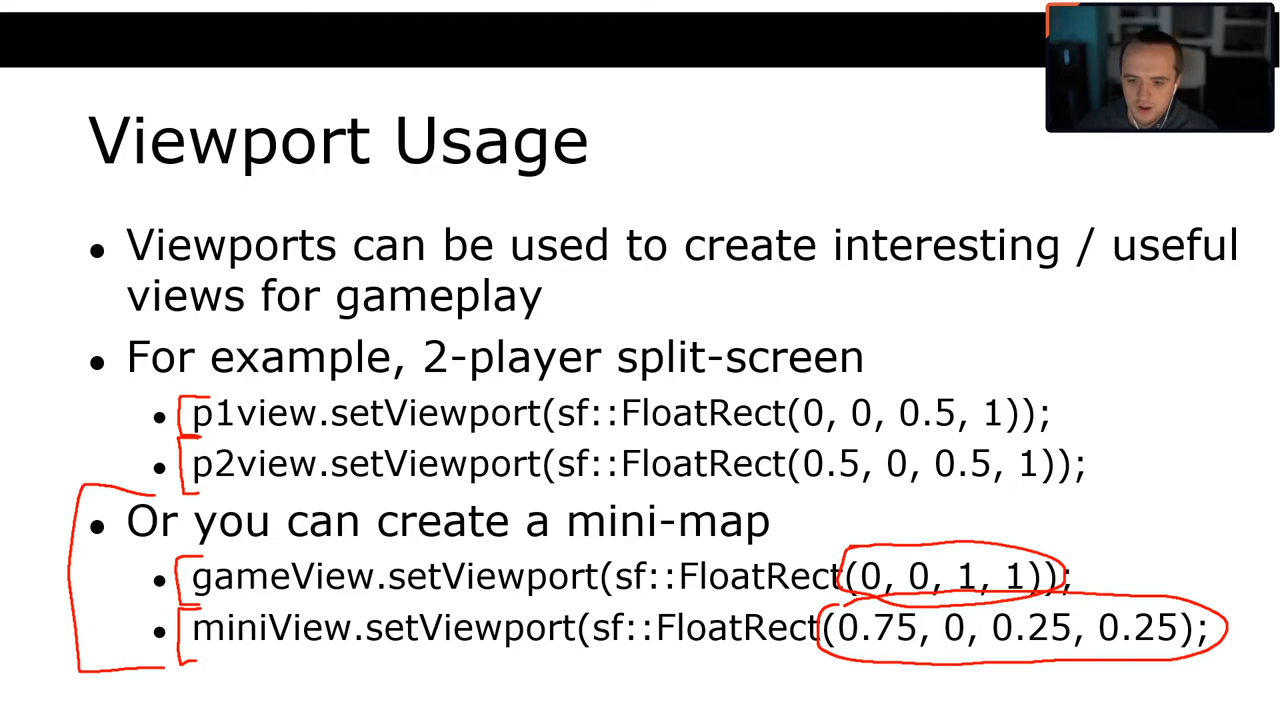 Viewport Usage
● Viewports can be used to create interesting / useful
views for gameplay
● For example, 2-player split-screen
● p1view.setViewport(sf::FloatRect(0, 0, 0.5, 1));
● p2view.setViewport(sf::FloatRect(0.5, 0, 0.5, 1));
● Or you can create a mini-map
● gameView.setViewport(sf::FloatRect(0, 0, 1, 1));
● miniView.setViewport(sf::FloatRect(0.75, 0, 0.25, 0.25);